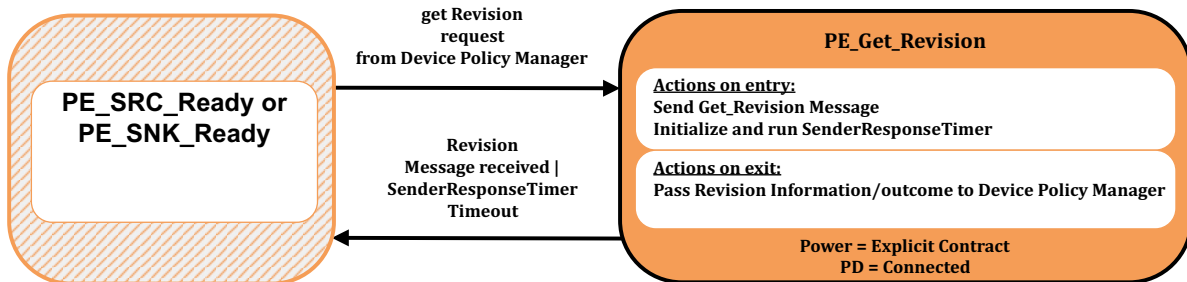 PE_SRC_Ready or
PE_SNK_Ready
get Revision
request
from Device Policy Manager
Revision
Message received |
SenderResponseTimer
Timeout
PE_Get_Revision
Actions on entry:
Send Get_Revision Message
Initialize and run SenderResponseTimer
Actions on exit:
Pass Revision Information/outcome to Device Policy Manager
Power = Explicit Contract
PD = Connected